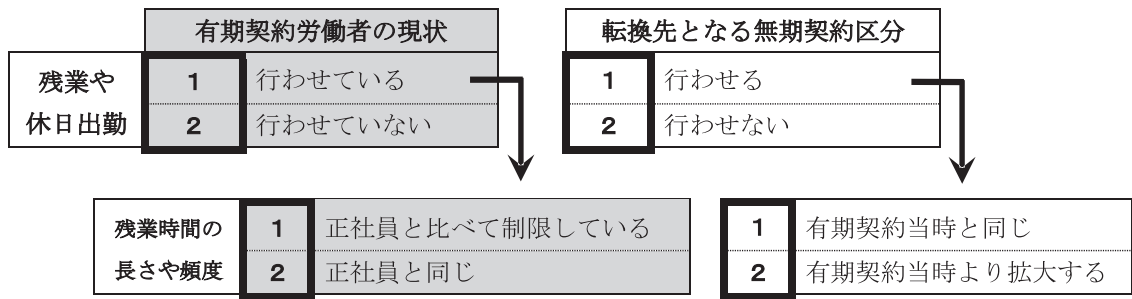 有期契約労働者の現状
転換先となる無期契約区分
残業や
休日出勤
1 行わせている
2 行わせていない
1 行わせる
2 行わせない
残業時間の
長さや頻度
1 正社員と比べて制限している
2 正社員と同じ
1 有期契約当時と同じ
2 有期契約当時より拡大する